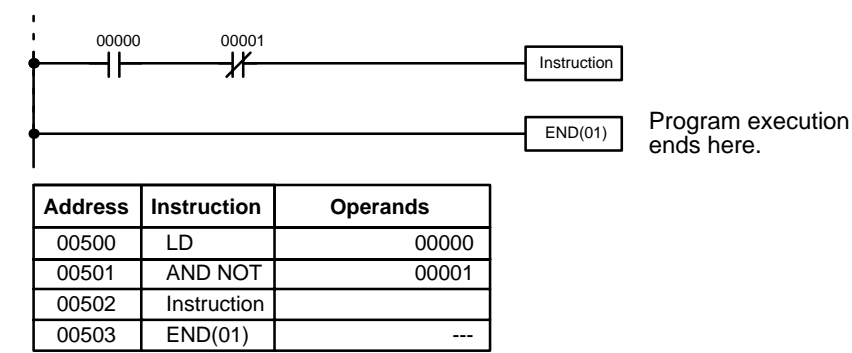 00000 00001
Instruction
END(01)
Program execution
ends here.
Address Instruction Operands
00500 LD 00000
00501 AND NOT 00001
00502 Instruction
00503 END(01) ---